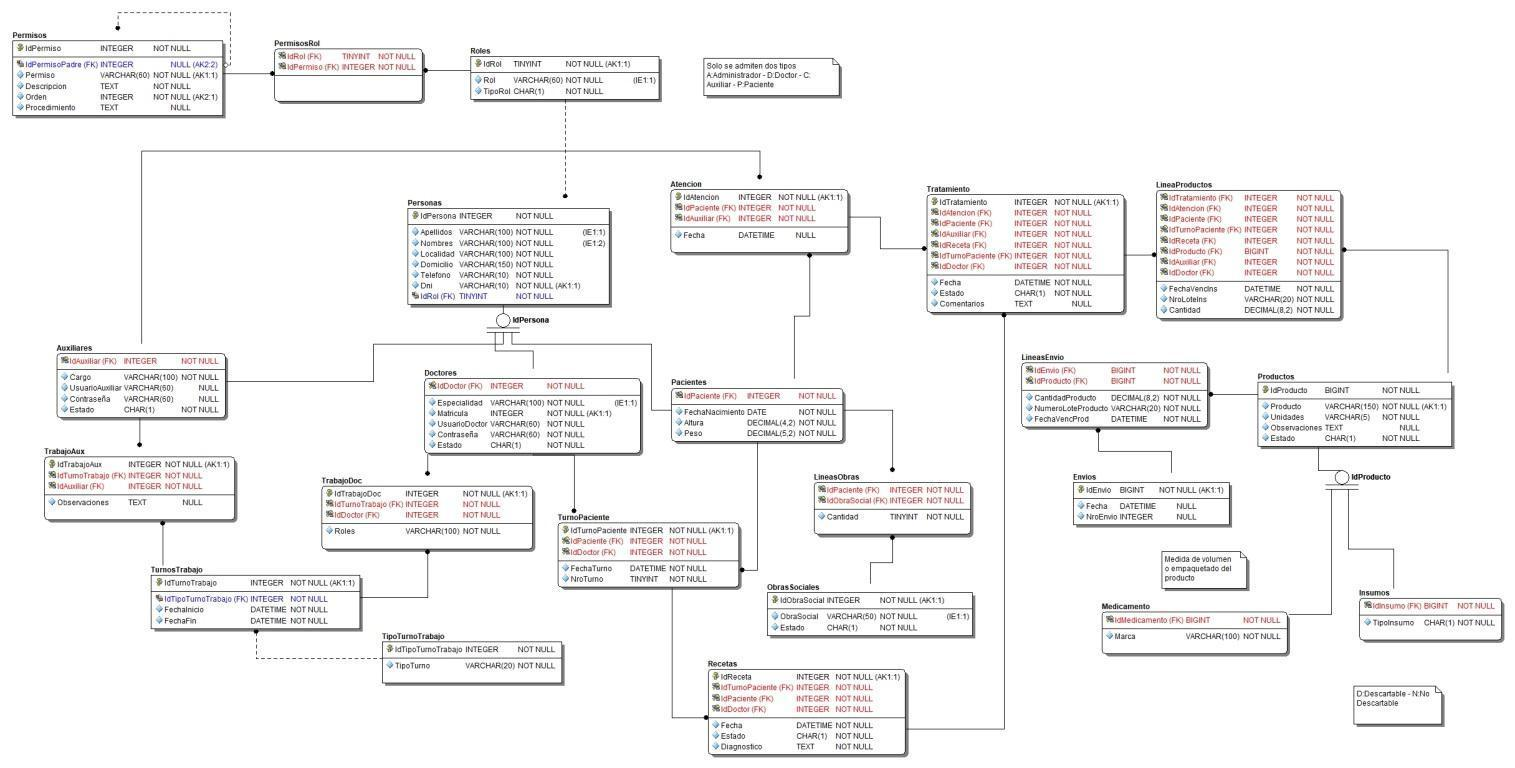 Permisos
IdPermiso INTEGER NOT NULL
IdPermisoPadre (FK) INTEGER NULL (AK2:2)
Permiso VARCHAR(60) NOT NULL (AK1:1)
Descripcion TEXT NOT NULL
Orden INTEGER NOT NULL (AK2:1)
Procedimiento TEXT NULL
PermisosRol
IdRol (FK) TINYINT NOT NULL
IdPermiso (FK) INTEGER NOT NULL
Roles
IdRol TINYINT NOT NULL (AK1:1)
Rol VARCHAR(60) NOT NULL (IE1:1)
TipoRol CHAR(1) NOT NULL
Solo se admiten dos tipos
A:Administrador - D:Doctor - C:
Auxiliar - P:Paciente
Personas
IdPersona INTEGER NOT NULL
Apellidos VARCHAR(100) NOT NULL (IE1:1)
Nombres VARCHAR(100) NOT NULL (IE1:2)
Localidad VARCHAR(100) NOT NULL
Domicilio VARCHAR(150) NOT NULL
Telefono VARCHAR(10) NOT NULL
Dni VARCHAR(10) NOT NULL (AK1:1)
IdRol (FK) TINYINT NOT NULL
IdPersona
Atencion
IdAtencion INTEGER NOT NULL (AK1:1)
IdPaciente (FK) INTEGER NOT NULL
IdAuxiliar (FK) INTEGER NOT NULL
Fecha DATETIME NULL
Tratamiento
IdTratamiento INTEGER NOT NULL (AK1:1)
IdAtencion (FK) INTEGER NOT NULL
IdPaciente (FK) INTEGER NOT NULL
IdAuxiliar (FK) INTEGER NOT NULL
IdReceta (FK) INTEGER NOT NULL
IdTurnoPaciente (FK) INTEGER NOT NULL
IdDoctor (FK) INTEGER NOT NULL
Fecha DATETIME NOT NULL
Estado CHAR(1) NOT NULL
Comentarios TEXT NULL
LineaProductos
IdTratamiento (FK) INTEGER NOT NULL
IdAtencion (FK) INTEGER NOT NULL
IdPaciente (FK) INTEGER NOT NULL
IdTurnoPaciente (FK) INTEGER NOT NULL
IdReceta (FK) INTEGER NOT NULL
IdProducto (FK) BIGINT NOT NULL
IdAuxiliar (FK) INTEGER NOT NULL
IdDoctor (FK) INTEGER NOT NULL
FechaVencIns DATETIME NOT NULL
NroLoteIns VARCHAR(20) NOT NULL
Cantidad DECIMAL(8,2) NOT NULL
Auxiliares
IdAuxiliar (FK) INTEGER NOT NULL
Cargo VARCHAR(100) NOT NULL
UsuarioAuxiliar VARCHAR(60) NULL
Contraseña VARCHAR(60) NULL
Estado CHAR(1) NOT NULL
Doctores
IdDoctor (FK) INTEGER NOT NULL
Especialidad VARCHAR(100) NOT NULL (IE1:1)
Matricula INTEGER NOT NULL (AK1:1)
UsuarioDoctor VARCHAR(60) NOT NULL
Contraseña VARCHAR(60) NOT NULL
Estado CHAR(1) NOT NULL
Pacientes
IdPaciente (FK) INTEGER NOT NULL
FechaNacimiento DATE NOT NULL
Altura DECIMAL(4,2) NOT NULL
Peso DECIMAL(5,2) NOT NULL
LineasEnvio
IdEnvio (FK) BIGINT NOT NULL
IdProducto (FK) BIGINT NOT NULL
CantidadProducto DECIMAL(8,2) NOT NULL
NumeroLoteProducto VARCHAR(20) NOT NULL
FechaVencProd DATETIME NOT NULL
Productos
IdProducto BIGINT NOT NULL
Producto VARCHAR(150) NOT NULL (AK1:1)
Unidades VARCHAR(5) NOT NULL
Observaciones TEXT NULL
Estado CHAR(1) NOT NULL
IdProducto
TrabajoAux
IdTrabajoAux INTEGER NOT NULL (AK1:1)
IdTurnoTrabajo (FK) INTEGER NOT NULL
IdAuxiliar (FK) INTEGER NOT NULL
Observaciones TEXT NULL
TrabajoDoc
IdTrabajoDoc INTEGER NOT NULL (AK1:1)
IdTurnoTrabajo (FK) INTEGER NOT NULL
IdDoctor (FK) INTEGER NOT NULL
Roles VARCHAR(100) NOT NULL
TurnoPaciente
IdTurnoPaciente INTEGER NOT NULL (AK1:1)
IdPaciente (FK) INTEGER NOT NULL
IdDoctor (FK) INTEGER NOT NULL
FechaTurno DATETIME NOT NULL
NroTurno TINYINT NOT NULL
LineasObras
IdPaciente (FK) INTEGER NOT NULL
IdObraSocial (FK) INTEGER NOT NULL
Cantidad TINYINT NOT NULL
Envios
IdEnvio BIGINT NOT NULL (AK1:1)
Fecha DATETIME NULL
NroEnvio INTEGER NULL
Medida de volumen
o empaquetado del
producto
TurnosTrabajo
IdTurnoTrabajo INTEGER NOT NULL (AK1:1)
IdTipoTurnoTrabajo (FK) INTEGER NOT NULL
FechaInicio DATETIME NOT NULL
FechaFin DATETIME NOT NULL
ObrasSociales
IdObraSocial INTEGER NOT NULL (AK1:1)
ObraSocial VARCHAR(50) NOT NULL (IE1:1)
Estado CHAR(1) NOT NULL
Medicamento
IdMedicamento (FK) BIGINT NOT NULL
Marca VARCHAR(100) NOT NULL
Insumos
IdInsumo (FK) BIGINT NOT NULL
TipoInsumo CHAR(1) NOT NULL
TipoTurnoTrabajo
IdTipoTurnoTrabajo INTEGER NOT NULL
TipoTurno VARCHAR(20) NOT NULL
Recetas
IdReceta INTEGER NOT NULL (AK1:1)
IdTurnoPaciente (FK) INTEGER NOT NULL
IdPaciente (FK) INTEGER NOT NULL
IdDoctor (FK) INTEGER NOT NULL
Fecha DATETIME NOT NULL
Estado CHAR(1) NOT NULL
Diagnostico TEXT NOT NULL
D:Descartable - N:No
Descartable